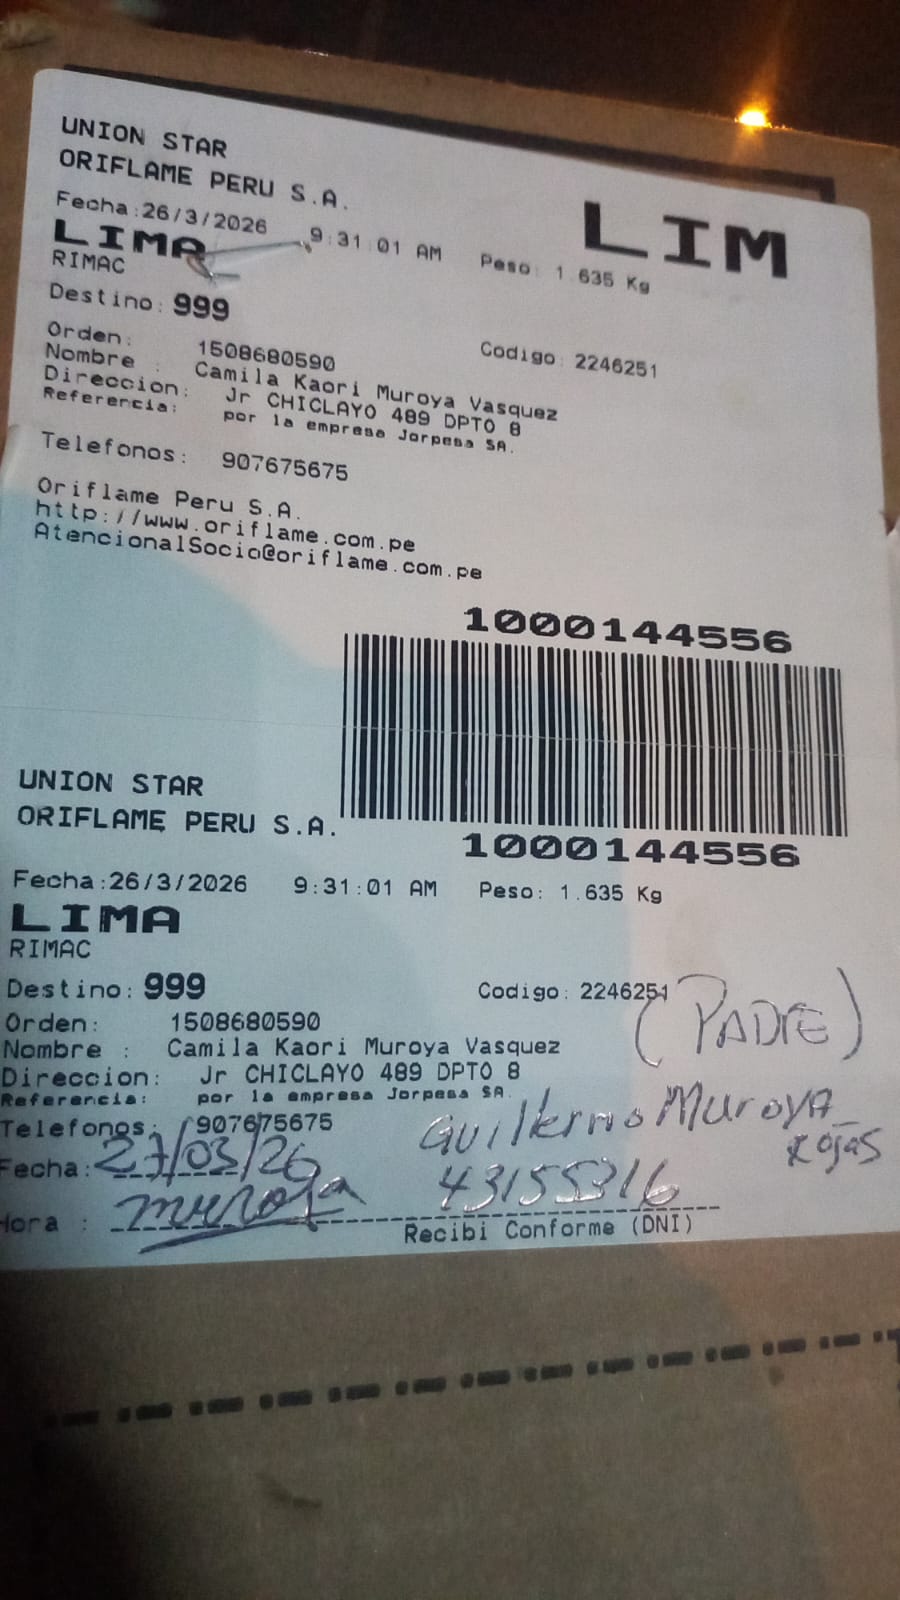 UNION STAR
ORIFLAME PERU S.A.
LIM
Fecha:26/3/2026 9:31:01 AM Peso: 1.635 Kg
LIMA
RIMAC
Destino: 999
Orden: 1508680590 Codigo: 2246251
Nombre : Camila Kaori Muroya Vasquez
Direccion: Jr CHICLAYO 489 DPTO 8
Referencia: por la empresa Jorpesa SA.
Telefonos: 907675675
Oriflame Peru S.A.
http://www.oriflame.com.pe
AtencionalSocio@oriflame.com.pe
1000144556
1000144556
UNION STAR
ORIFLAME PERU S.A.
Fecha:26/3/2026 9:31:01 AM Peso: 1.635 Kg
LIMA
RIMAC
Destino: 999 Codigo: 2246251
Orden: 1508680590
Nombre : Camila Kaori Muroya Vasquez
Direccion: Jr CHICLAYO 489 DPTO 8
Referencia: por la empresa Jorpesa SA.
Telefonos: 907675675
(PADRE)
Guillermo Muroya
Rojas
Fecha: 27/03/26
43155316
Hora : muroya
Recibi Conforme (DNI)